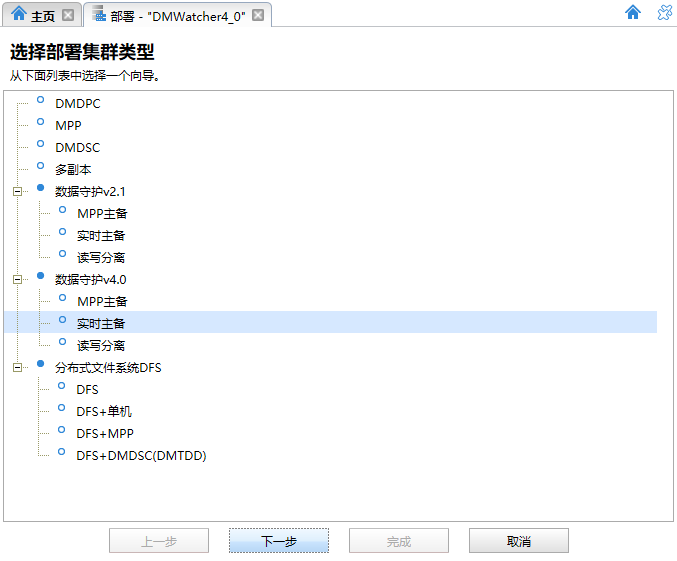 主页
部署 - "DMWatcher4_0"
选择部署集群类型
从下面列表中选择一个向导。
DMDPC
MPP
DMDSC
多副本
数据守护v2.1
MPP主备
实时主备
读写分离
数据守护v4.0
MPP主备
实时主备
读写分离
分布式文件系统DFS
DFS
DFS+单机
DFS+MPP
DFS+DMDSC(DMTDD)
上一步 下一步 完成 取消